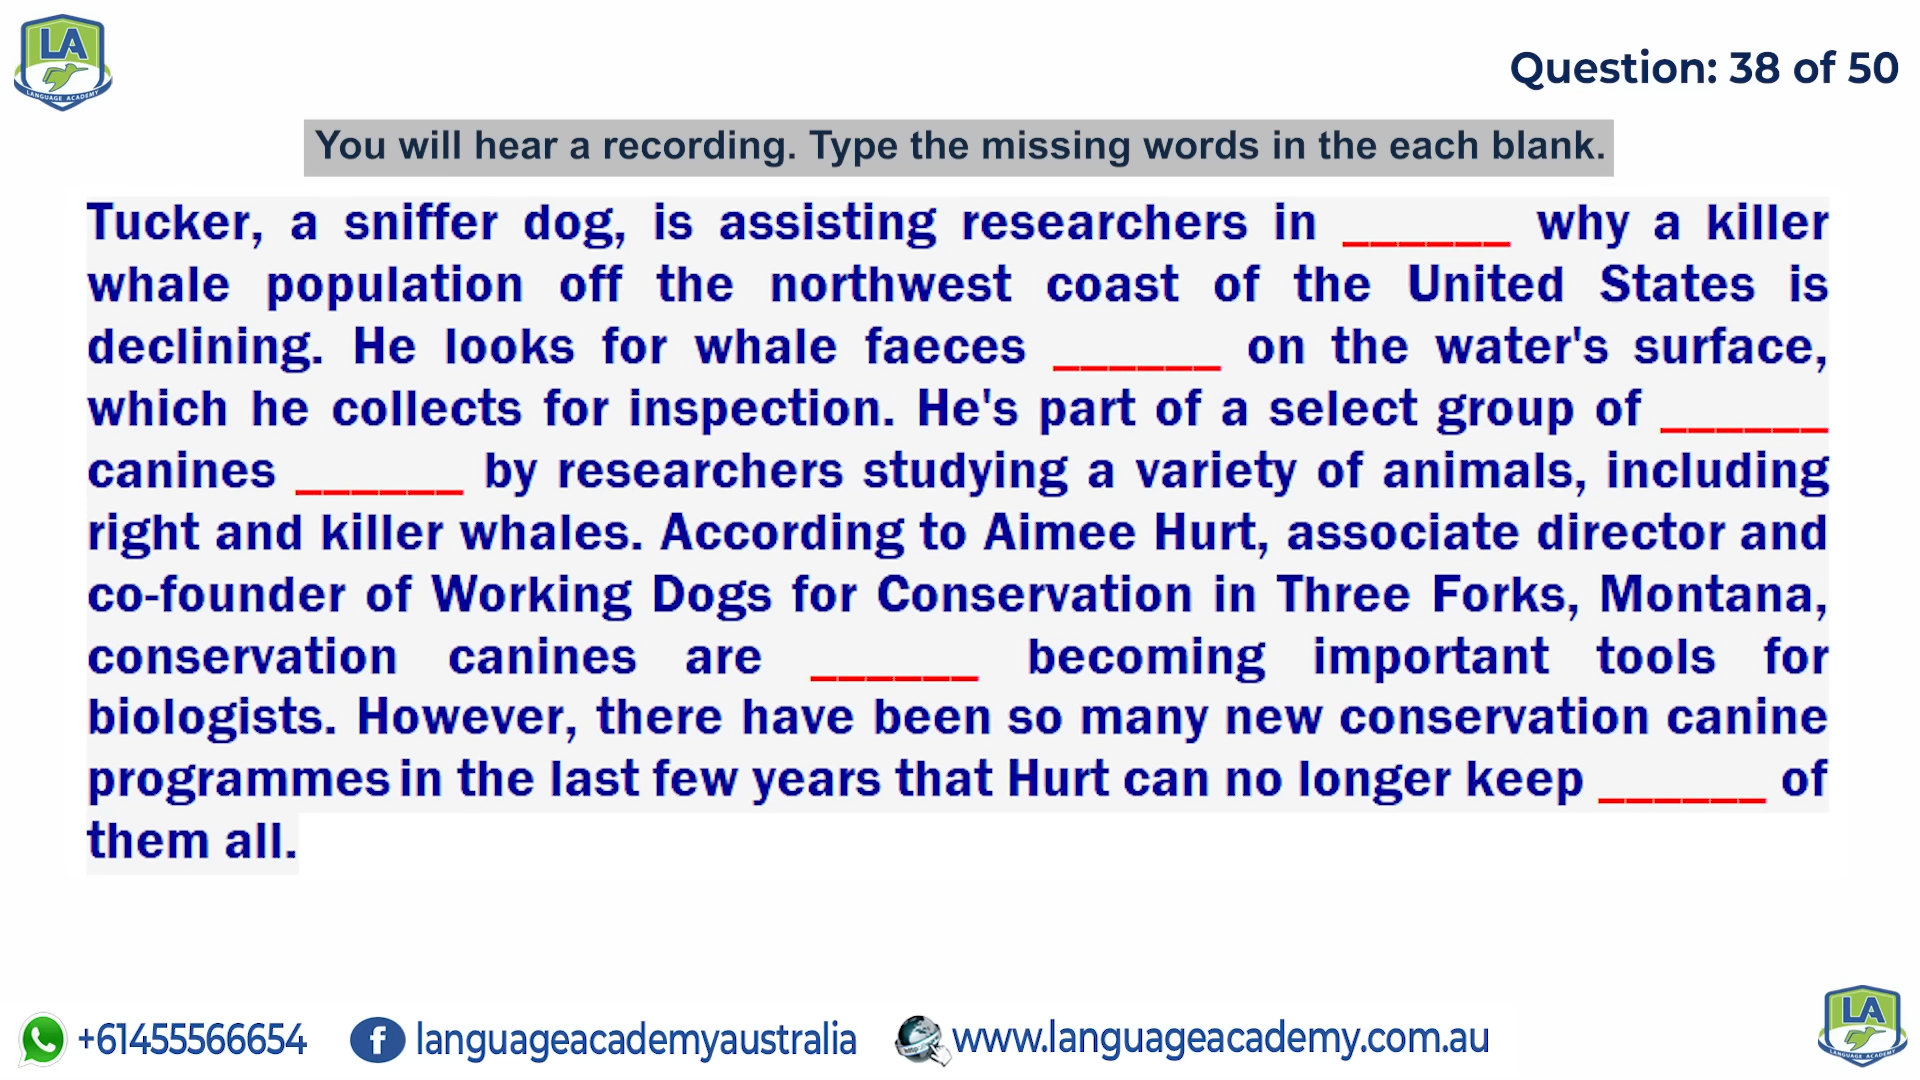 LA
LANGUAGE ACADEMY
Question: 38 of 50
You will hear a recording. Type the missing words in the each blank.
Tucker, a sniffer dog, is assisting researchers in ______ why a killer
whale population off the northwest coast of the United States is
declining. He looks for whale faeces ______ on the water's surface,
which he collects for inspection. He's part of a select group of ______
canines ______ by researchers studying a variety of animals, including
right and killer whales. According to Aimee Hurt, associate director and
co-founder of Working Dogs for Conservation in Three Forks, Montana,
conservation canines are ______ becoming important tools for
biologists. However, there have been so many new conservation canine
programmes in the last few years that Hurt can no longer keep ______ of
them all.
+61455566654
languageacademyaustralia
www.languageacademy.com.au
LA
LANGUAGE ACADEMY